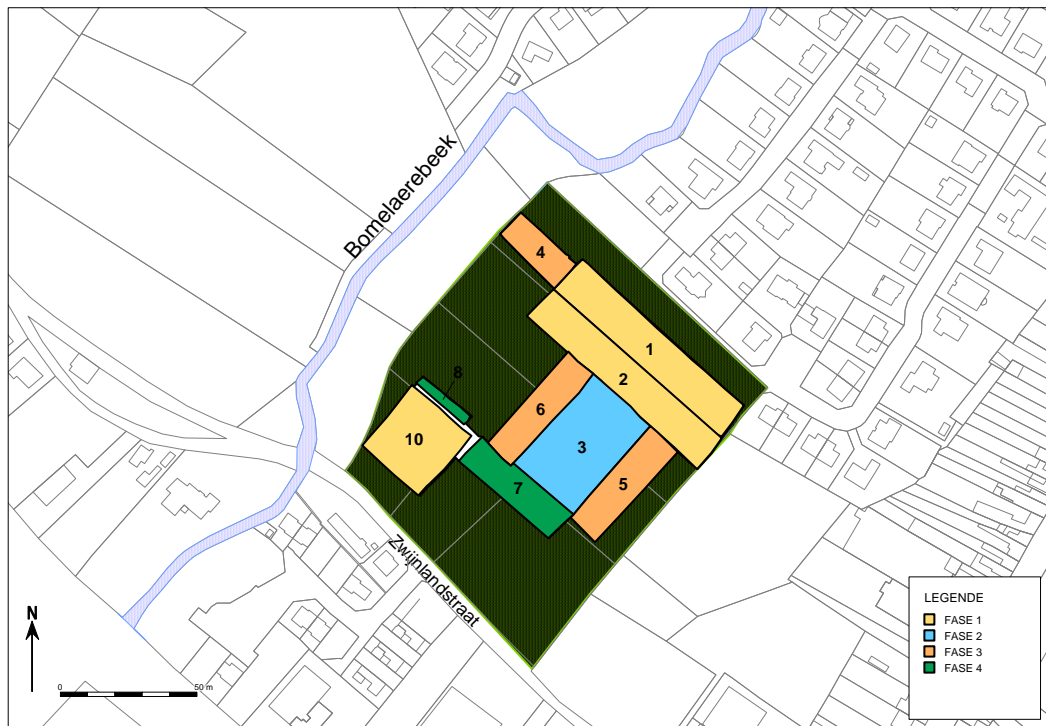 Bomelaerebeek
4
1
2
8
6
10
3
7
5
Zwijnlandstraat
N
0 50 m
LEGENDE
FASE 1
FASE 2
FASE 3
FASE 4